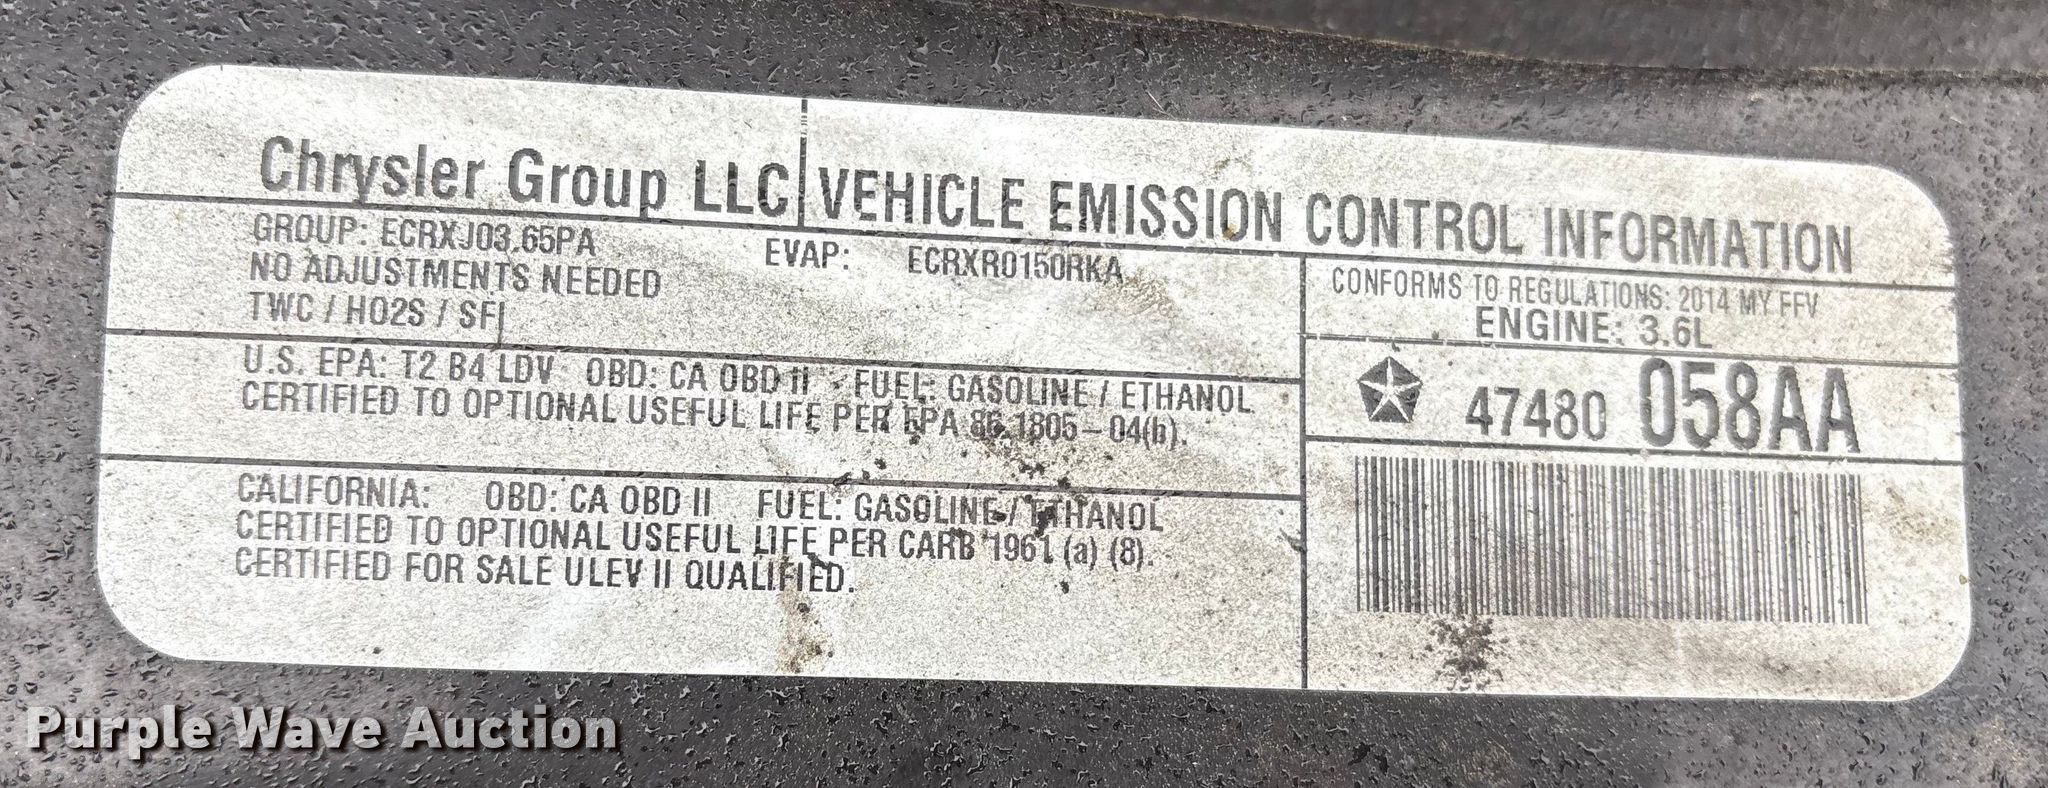 Chrysler Group LLC VEHICLE EMISSION CONTROL INFORMATION
GROUP: ECRXJ03.65PA EVAP: ECRXR0150RKA
NO ADJUSTMENTS NEEDED
TWC / HO2S / SFI
CONFORMS TO REGULATIONS: 2014 MY FFV
ENGINE: 3.6L
U.S. EPA: T2 B4 LDV OBD: CA OBD II FUEL: GASOLINE / ETHANOL
CERTIFIED TO OPTIONAL USEFUL LIFE PER EPA 86.1805-04(b).
47480 058AA
CALIFORNIA: OBD: CA OBD II FUEL: GASOLINE / ETHANOL
CERTIFIED TO OPTIONAL USEFUL LIFE PER CARB 1961 (a) (8).
CERTIFIED FOR SALE ULEV II QUALIFIED.
Purple Wave Auction